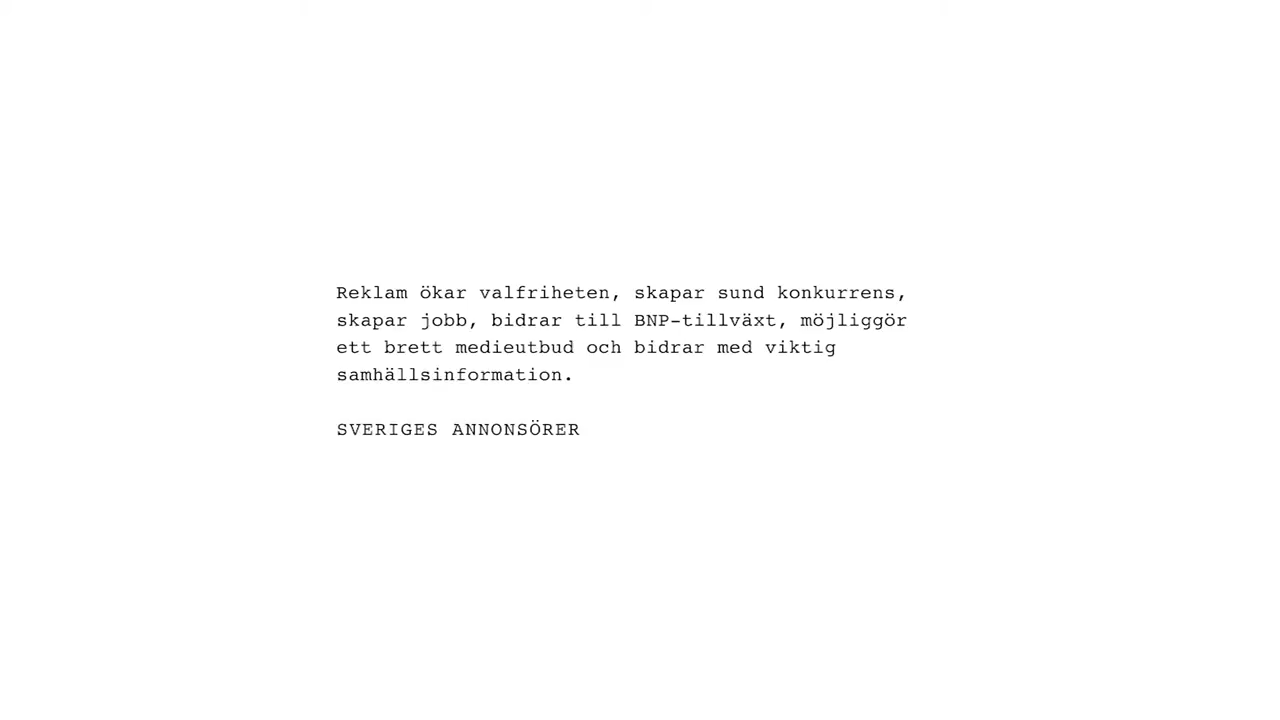 Reklam ökar valfriheten, skapar sund konkurrens,
skapar jobb, bidrar till BNP-tillväxt, möjliggör
ett brett medieutbud och bidrar med viktig
samhällsinformation.
SVERIGES ANNONSÖRER